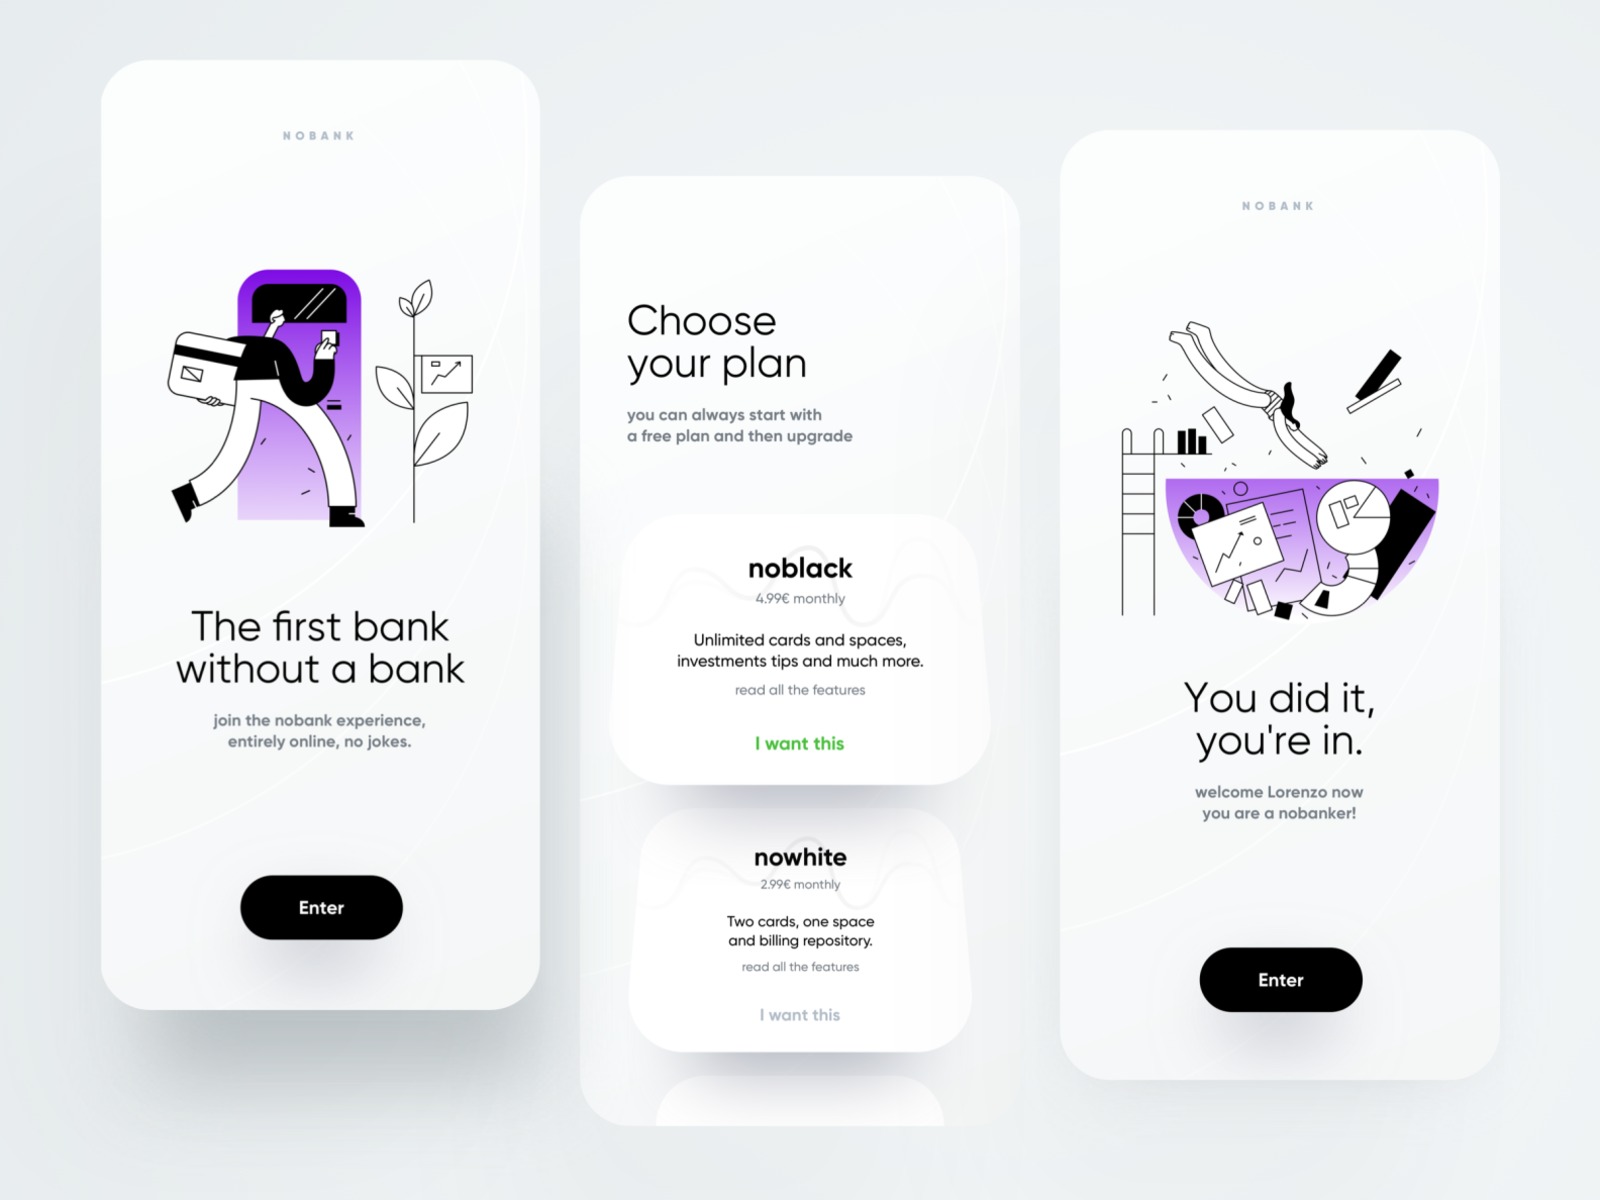 NOBANK
The first bank
without a bank
join the nobank experience,
entirely online, no jokes.
Enter
Choose
your plan
you can always start with
a free plan and then upgrade
noblack
4.99€ monthly
Unlimited cards and spaces,
investments tips and much more.
read all the features
I want this
nowhite
2.99€ monthly
Two cards, one space
and billing repository.
read all the features
I want this
NOBANK
You did it,
you're in.
welcome Lorenzo now
you are a nobanker!
Enter